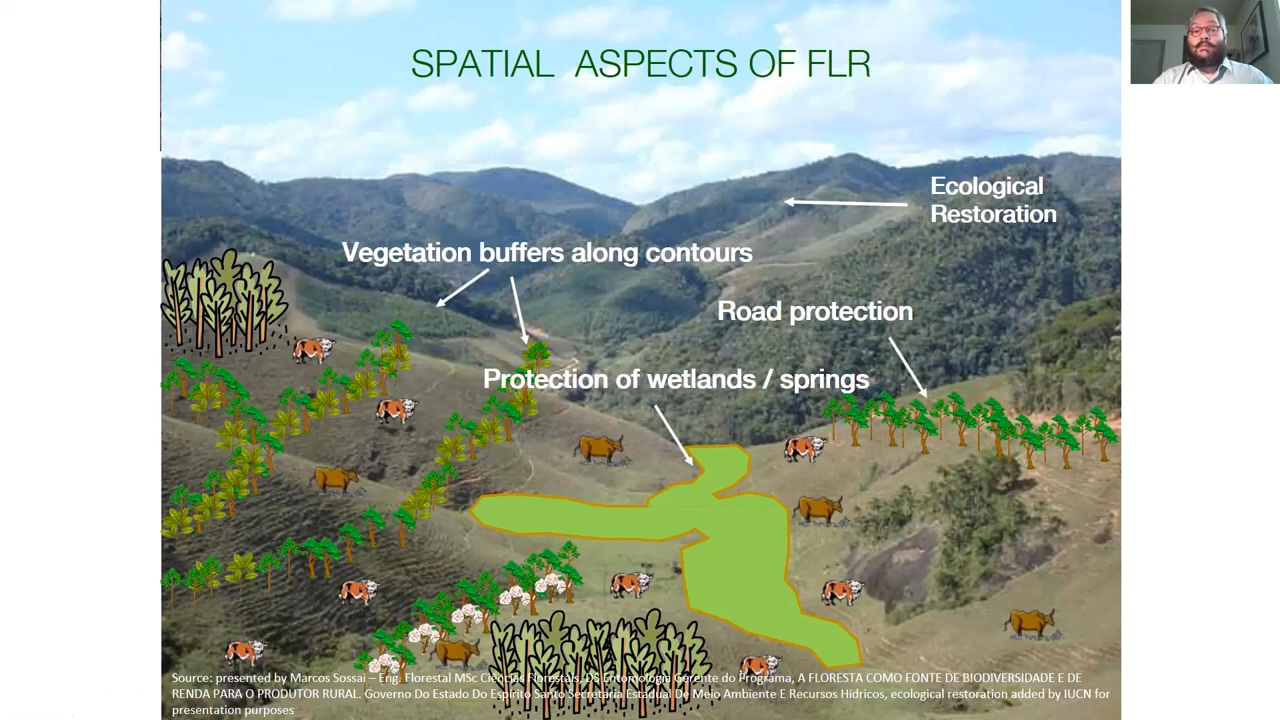 SPATIAL ASPECTS OF FLR
Ecological
Restoration
Vegetation buffers along contours
Road protection
Protection of wetlands / springs
Source: presented by Marcos Sossai – Eng. Florestal MSc Ciências Florestais, DS Entomologia Gerente do Programa, A FLORESTA COMO FONTE DE BIODIVERSIDADE E DE
RENDA PARA O PRODUTOR RURAL. Governo Do Estado Do Espírito Santo Secretaria Estadual De Meio Ambiente E Recursos Hídricos, ecological restoration added by IUCN for
presentation purposes